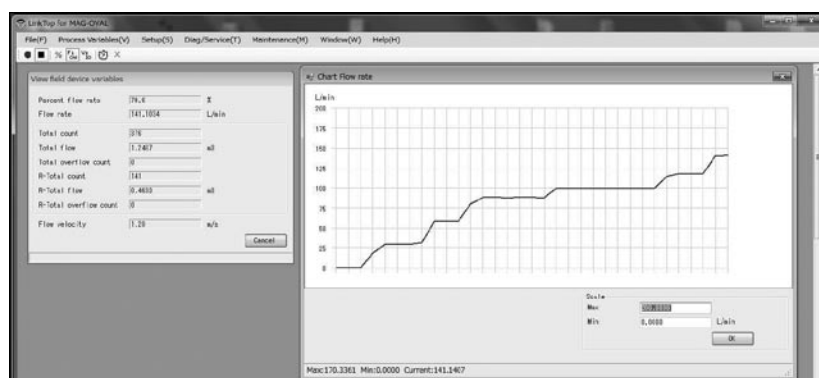 LinkTop for MAG-OVAL
File(F) Process Variables(V) Setup(S) Diag/Service(T) Maintenance(M) Window(W) Help(H)
View field device variables
Percent flow rate 70.6 %
Flow rate 141.1034 L/min
Total count 376
Total flow m3
Total overflow count 0
R-Total count 141
R-Total flow m3
R-Total overflow count 0
Flow velocity 1.20 m/s
Cancel
Chart Flow rate
L/min
200
175
150
125
100
75
50
25
0
Scale
Max
Min 0.0000 L/min
OK
Max:170.3361 Min:0.0000 Current:141.1407